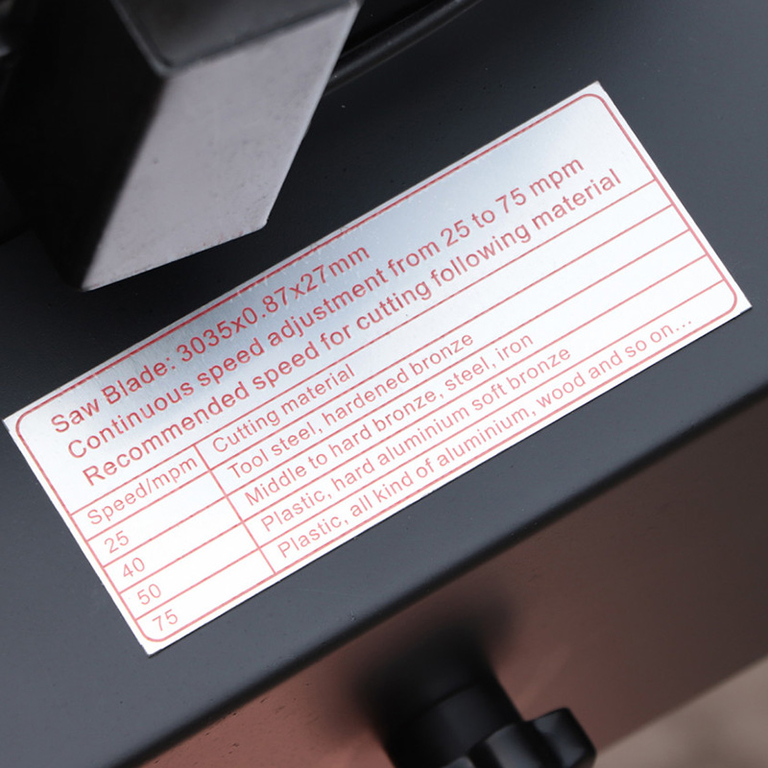 Saw Blade: 3035x0.87x27mm
Continuous speed adjustment from 25 to 75 mpm
Recommended speed for cutting following material
Speed/mpm Cutting material
25 Tool steel, hardened bronze
40 Middle to hard bronze, steel, iron
50 Plastic, hard aluminium soft bronze
75 Plastic, all kind of aluminium, wood and so on...